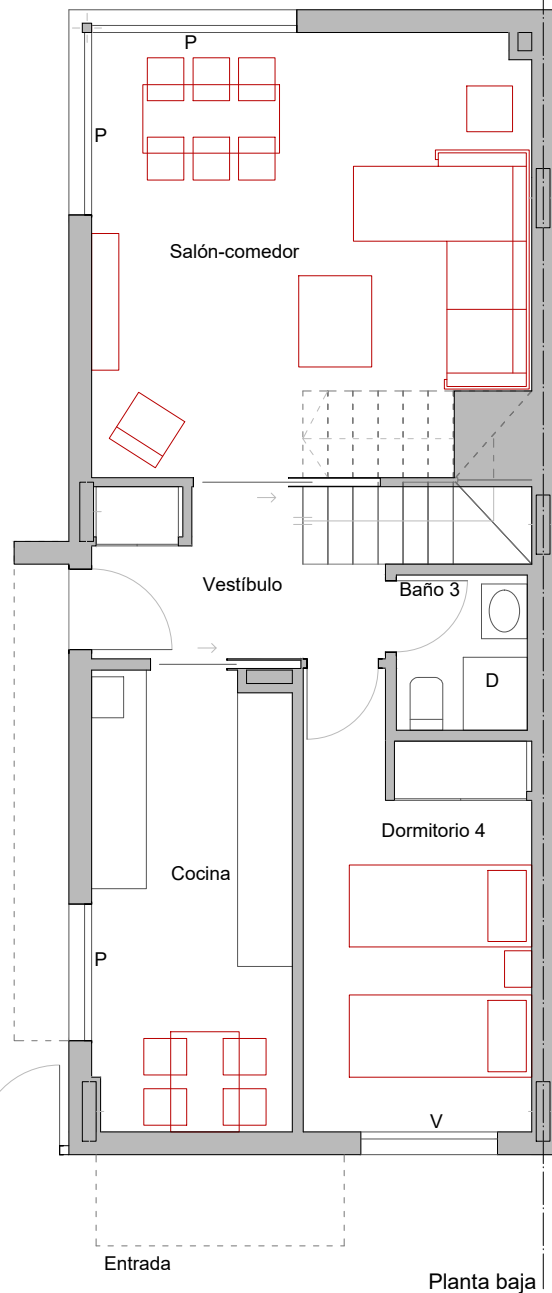 P
P
Salón-comedor
Vestíbulo
Baño 3
D
Dormitorio 4
Cocina
P
V
Entrada
Planta baja